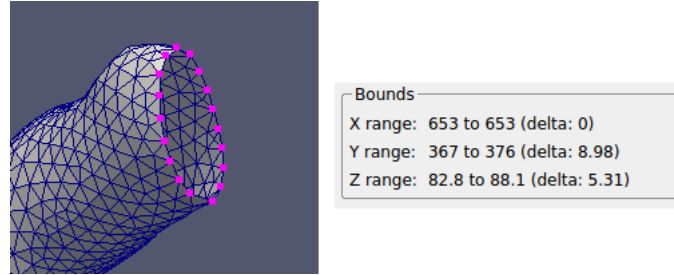 Bounds
X range: 653 to 653 (delta: 0)
Y range: 367 to 376 (delta: 8.98)
Z range: 82.8 to 88.1 (delta: 5.31)